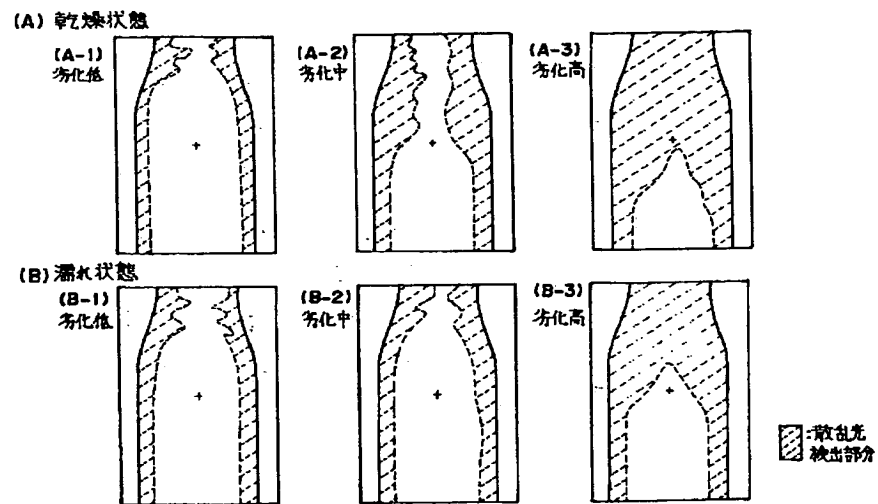 (A) 乾燥状態
(A-1)
劣化低
(A-2)
劣化中
(A-3)
劣化高
(B) 濡れ状態
(B-1)
劣化低
(B-2)
劣化中
(B-3)
劣化高
:散乱光
検出部分